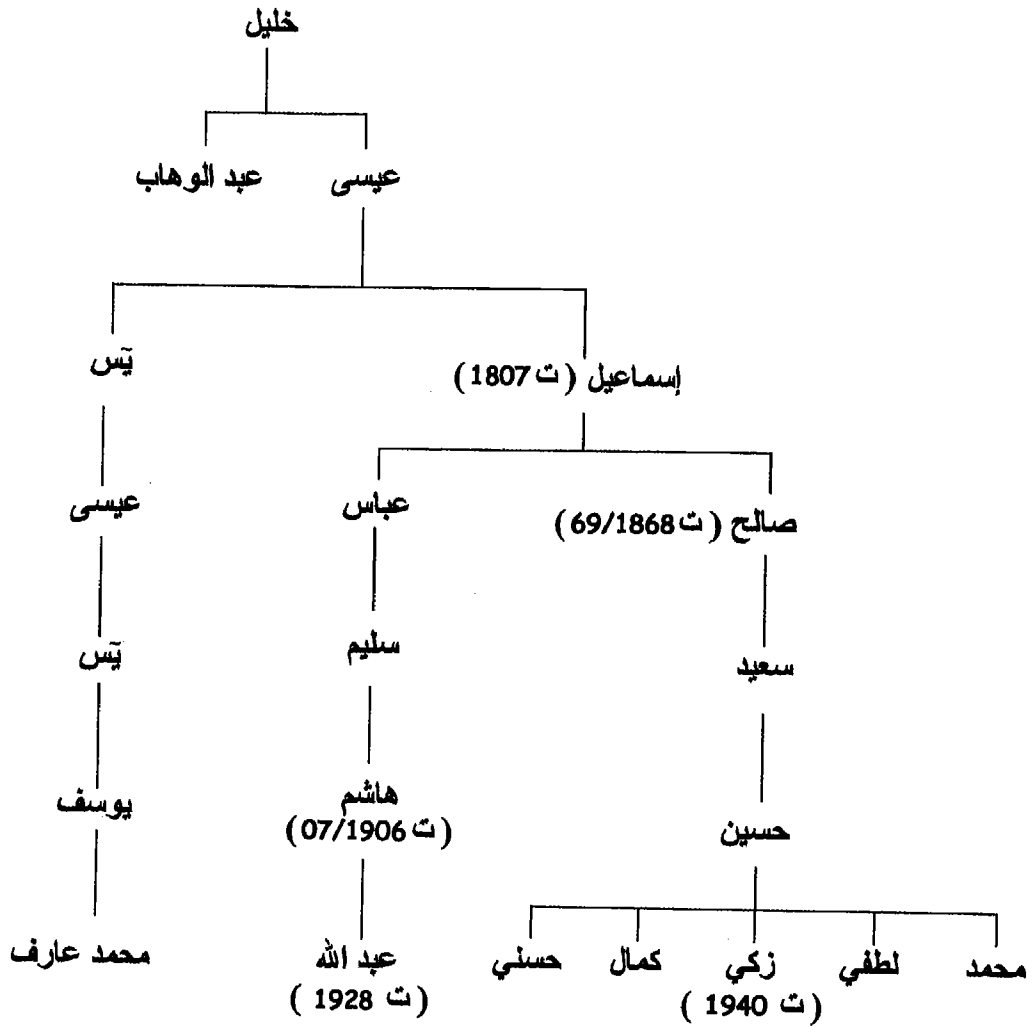 خليل
عيسى
عبد الوهاب
يٓس
إسماعيل (ت 1807)
عيسى
عباس
صالح (ت 69/1868)
يٓس
سليم
سعيد
يوسف
هاشم
(ت 07/1906)
حسين
محمد
لطفي
زكي
(ت 1940)
كمال
حسني
عبد الله
(ت 1928)
محمد عارف